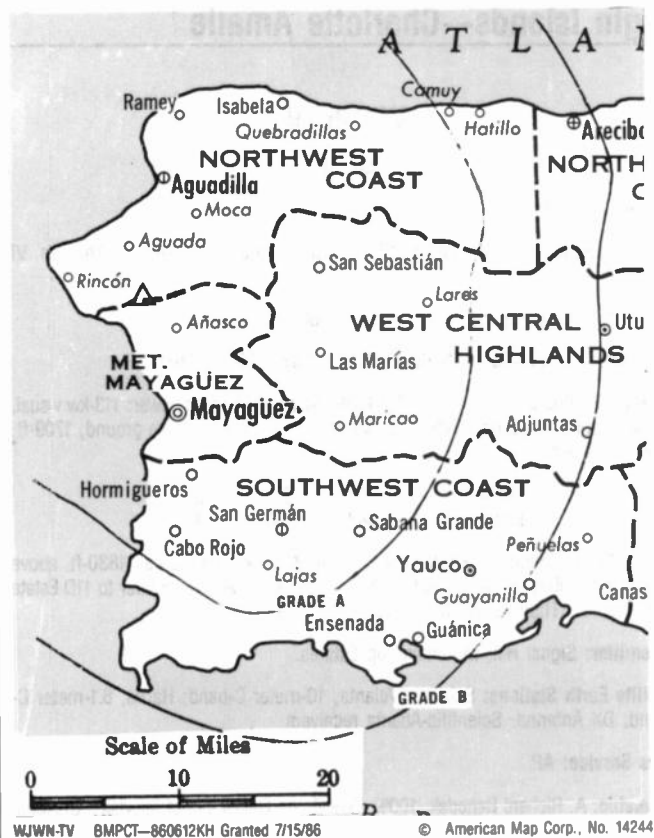 A T L A
Camuy
Ramey
Isabela
Quebradillas
Hatillo
Arecibo
NORTHWEST
COAST
NORTH
C
Aguadilla
Moca
Aguada
San Sebastián
Rincón
Lares
Añasco
WEST CENTRAL
HIGHLANDS
Utu
MET.
MAYAGÜEZ
Las Marías
Mayagüez
Maricao
Adjuntas
Hormigueros
SOUTHWEST COAST
San Germán
Sabana Grande
Cabo Rojo
Peñuelas
Lajas
Yauco
Guayanilla
Canas
GRADE A
Ensenada
Guánica
GRADE B
Scale of Miles
0 10 20
WJWN-TV BMPCT—860612KH Granted 7/15/86 © American Map Corp., No. 14244